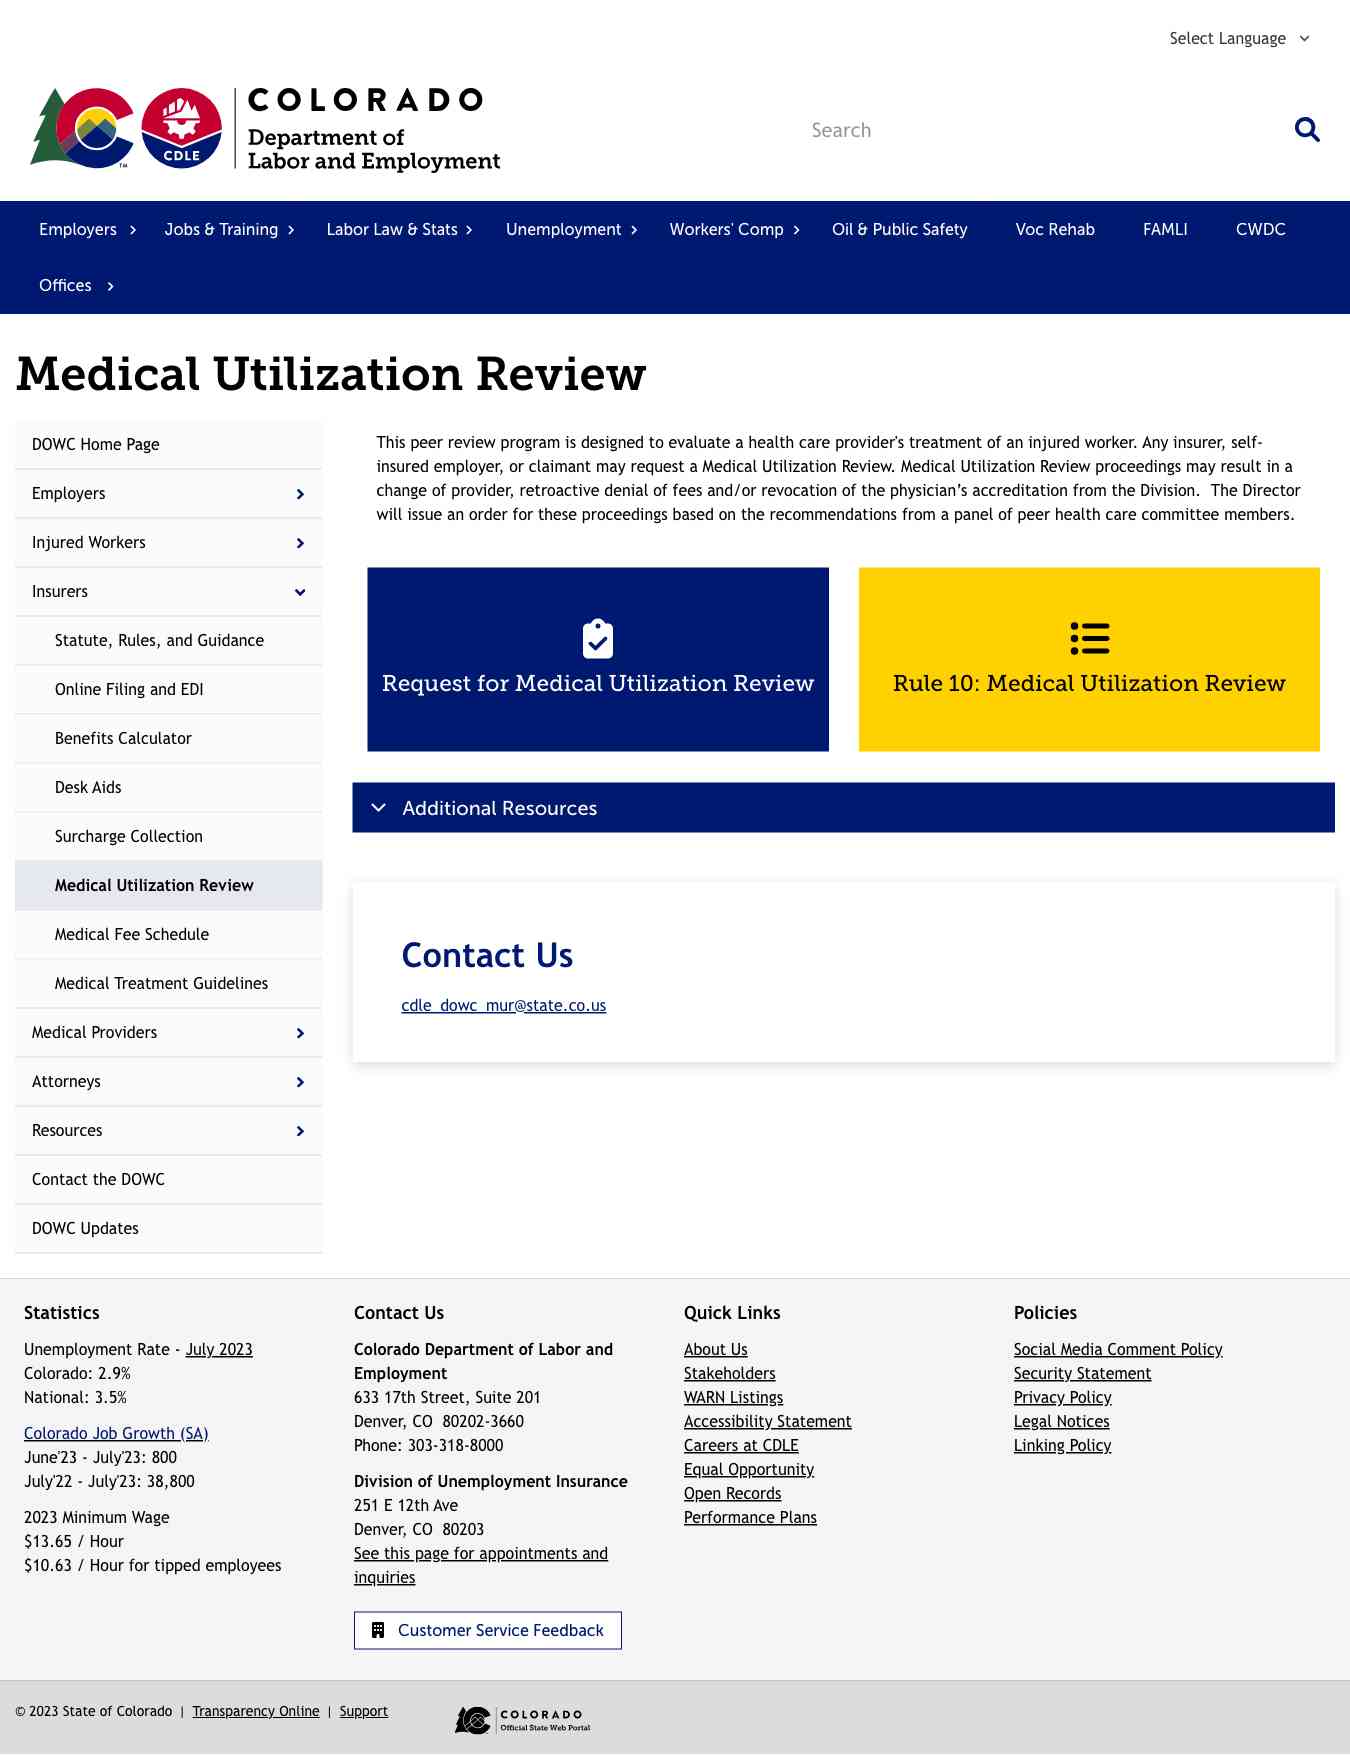 Select Language
COLORADO
Department of
Labor and Employment
CDLE
TM
Search
Employers
Jobs & Training
Labor Law & Stats
Unemployment
Workers' Comp
Oil & Public Safety
Voc Rehab
FAMLI
CWDC
Offices
Medical Utilization Review
DOWC Home Page
Employers
Injured Workers
Insurers
Statute, Rules, and Guidance
Online Filing and EDI
Benefits Calculator
Desk Aids
Surcharge Collection
Medical Utilization Review
Medical Fee Schedule
Medical Treatment Guidelines
Medical Providers
Attorneys
Resources
Contact the DOWC
DOWC Updates
This peer review program is designed to evaluate a health care provider's treatment of an injured worker. Any insurer, self-
insured employer, or claimant may request a Medical Utilization Review. Medical Utilization Review proceedings may result in a
change of provider, retroactive denial of fees and/or revocation of the physician’s accreditation from the Division.  The Director
will issue an order for these proceedings based on the recommendations from a panel of peer health care committee members.
Request for Medical Utilization Review
Rule 10: Medical Utilization Review
Additional Resources
Contact Us
cdle_dowc_mur@state.co.us
Statistics
Unemployment Rate - July 2023
Colorado: 2.9%
National: 3.5%
Colorado Job Growth (SA)
June'23 - July'23: 800
July'22 - July'23: 38,800
2023 Minimum Wage
$13.65 / Hour
$10.63 / Hour for tipped employees
Contact Us
Colorado Department of Labor and
Employment
633 17th Street, Suite 201
Denver, CO  80202-3660
Phone: 303-318-8000
Division of Unemployment Insurance
251 E 12th Ave
Denver, CO  80203
See this page for appointments and
inquiries
Customer Service Feedback
Quick Links
About Us
Stakeholders
WARN Listings
Accessibility Statement
Careers at CDLE
Equal Opportunity
Open Records
Performance Plans
Policies
Social Media Comment Policy
Security Statement
Privacy Policy
Legal Notices
Linking Policy
© 2023 State of Colorado | Transparency Online | Support
COLORADO
Official State Web Portal